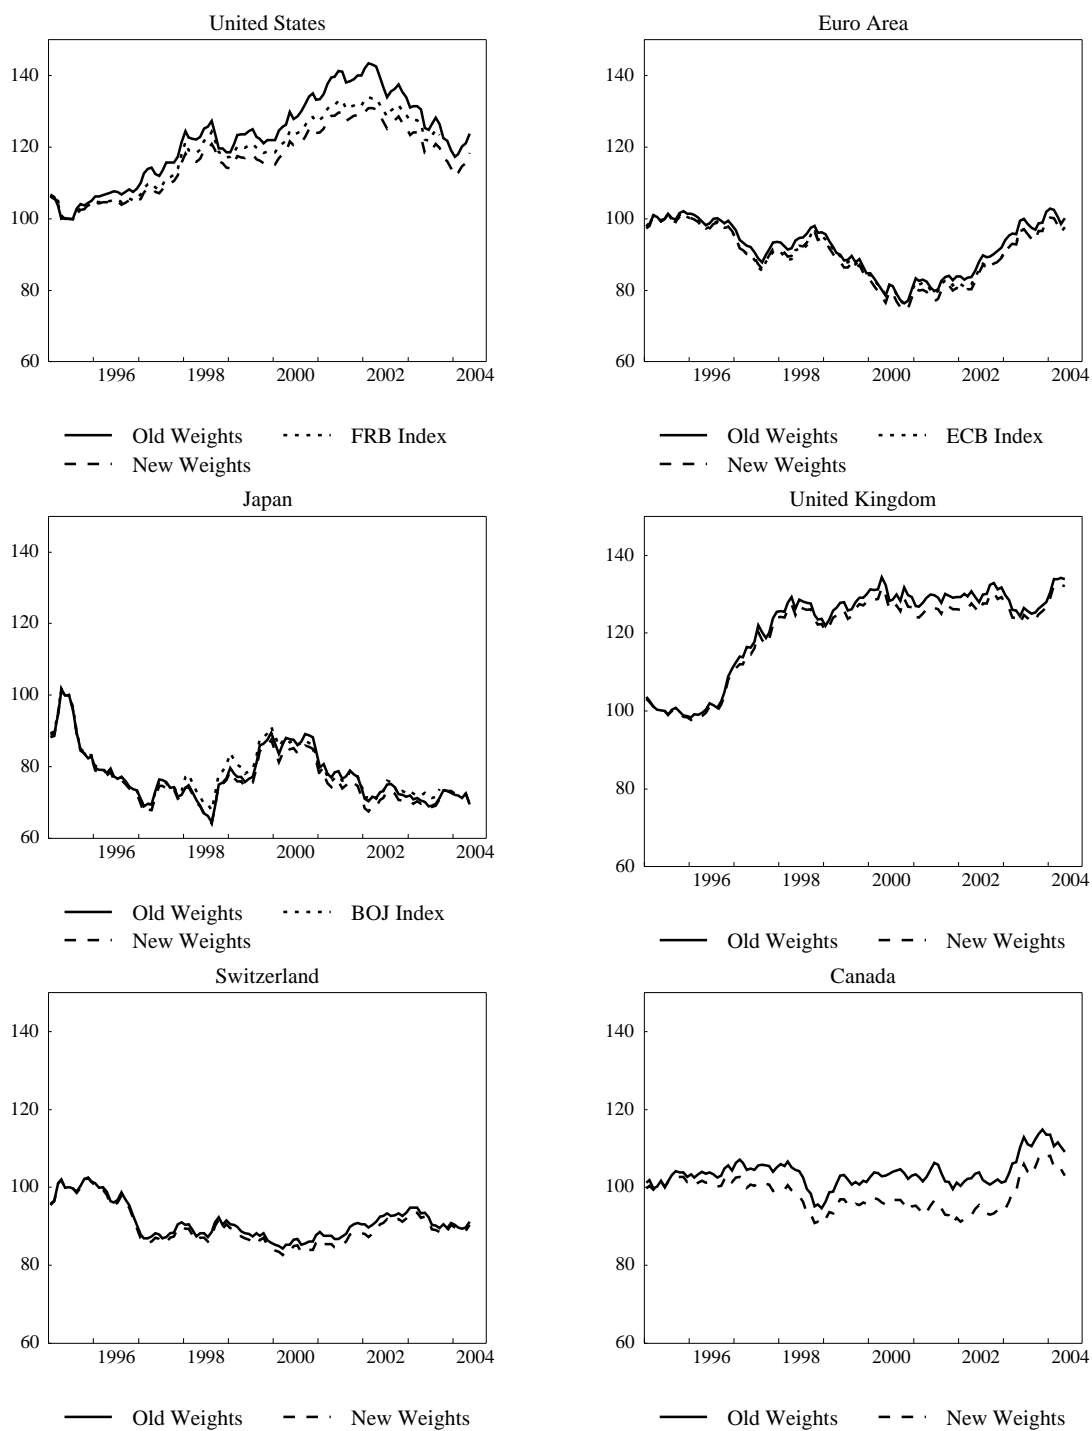 United States
140
120
100
80
60
1996 1998 2000 2002 2004
Old Weights FRB Index
New Weights
Euro Area
140
120
100
80
60
1996 1998 2000 2002 2004
Old Weights ECB Index
New Weights
Japan
140
120
100
80
60
1996 1998 2000 2002 2004
Old Weights BOJ Index
New Weights
United Kingdom
140
120
100
80
60
1996 1998 2000 2002 2004
Old Weights New Weights
Switzerland
140
120
100
80
60
1996 1998 2000 2002 2004
Old Weights New Weights
Canada
140
120
100
80
60
1996 1998 2000 2002 2004
Old Weights New Weights